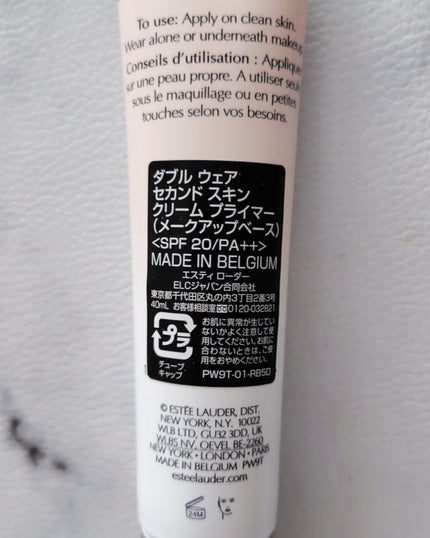 To use: Apply on clean skin.
Wear alone or underneath makeup.
Conseils d'utilisation : Applique
sur une peau propre. A utiliser seul
sous le maquillage ou en petites
touches selon vos besoins.
ダブル ウェア
セカンド スキン
クリーム プライマー
(メークアップベース)
<SPF 20/PA++>
MADE IN BELGIUM
エスティ ローダー
ELCジャパン合同会社
東京都千代田区丸の内3丁目2番3号
40mL お客様相談室 0120-032821
プラ
チューブ
キャップ
お肌に異常が生じてい
ないかよく注意して使
用してください。お肌に
合わないときは、ご使
用をおやめください。
PW9T-01-RB5D
© ESTĒE LAUDER, DIST.
NEW YORK, N.Y. 10022
WLB LTD, GU32 3DD, UK
WLBS NV, OEVEL BE-2260
NEW YORK • LONDON • PARIS
MADE IN BELGIUM PW9T
esteelauder.com
24M